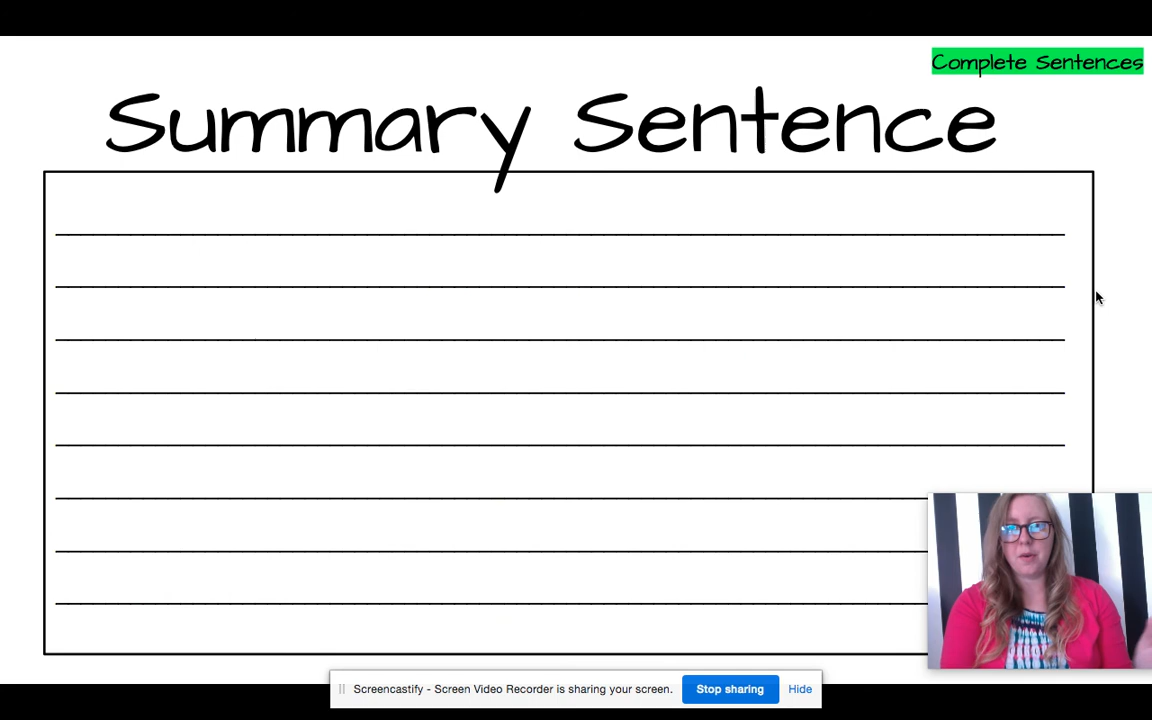 Complete Sentences
Summary Sentence
Screencastify - Screen Video Recorder is sharing your screen. Stop sharing Hide